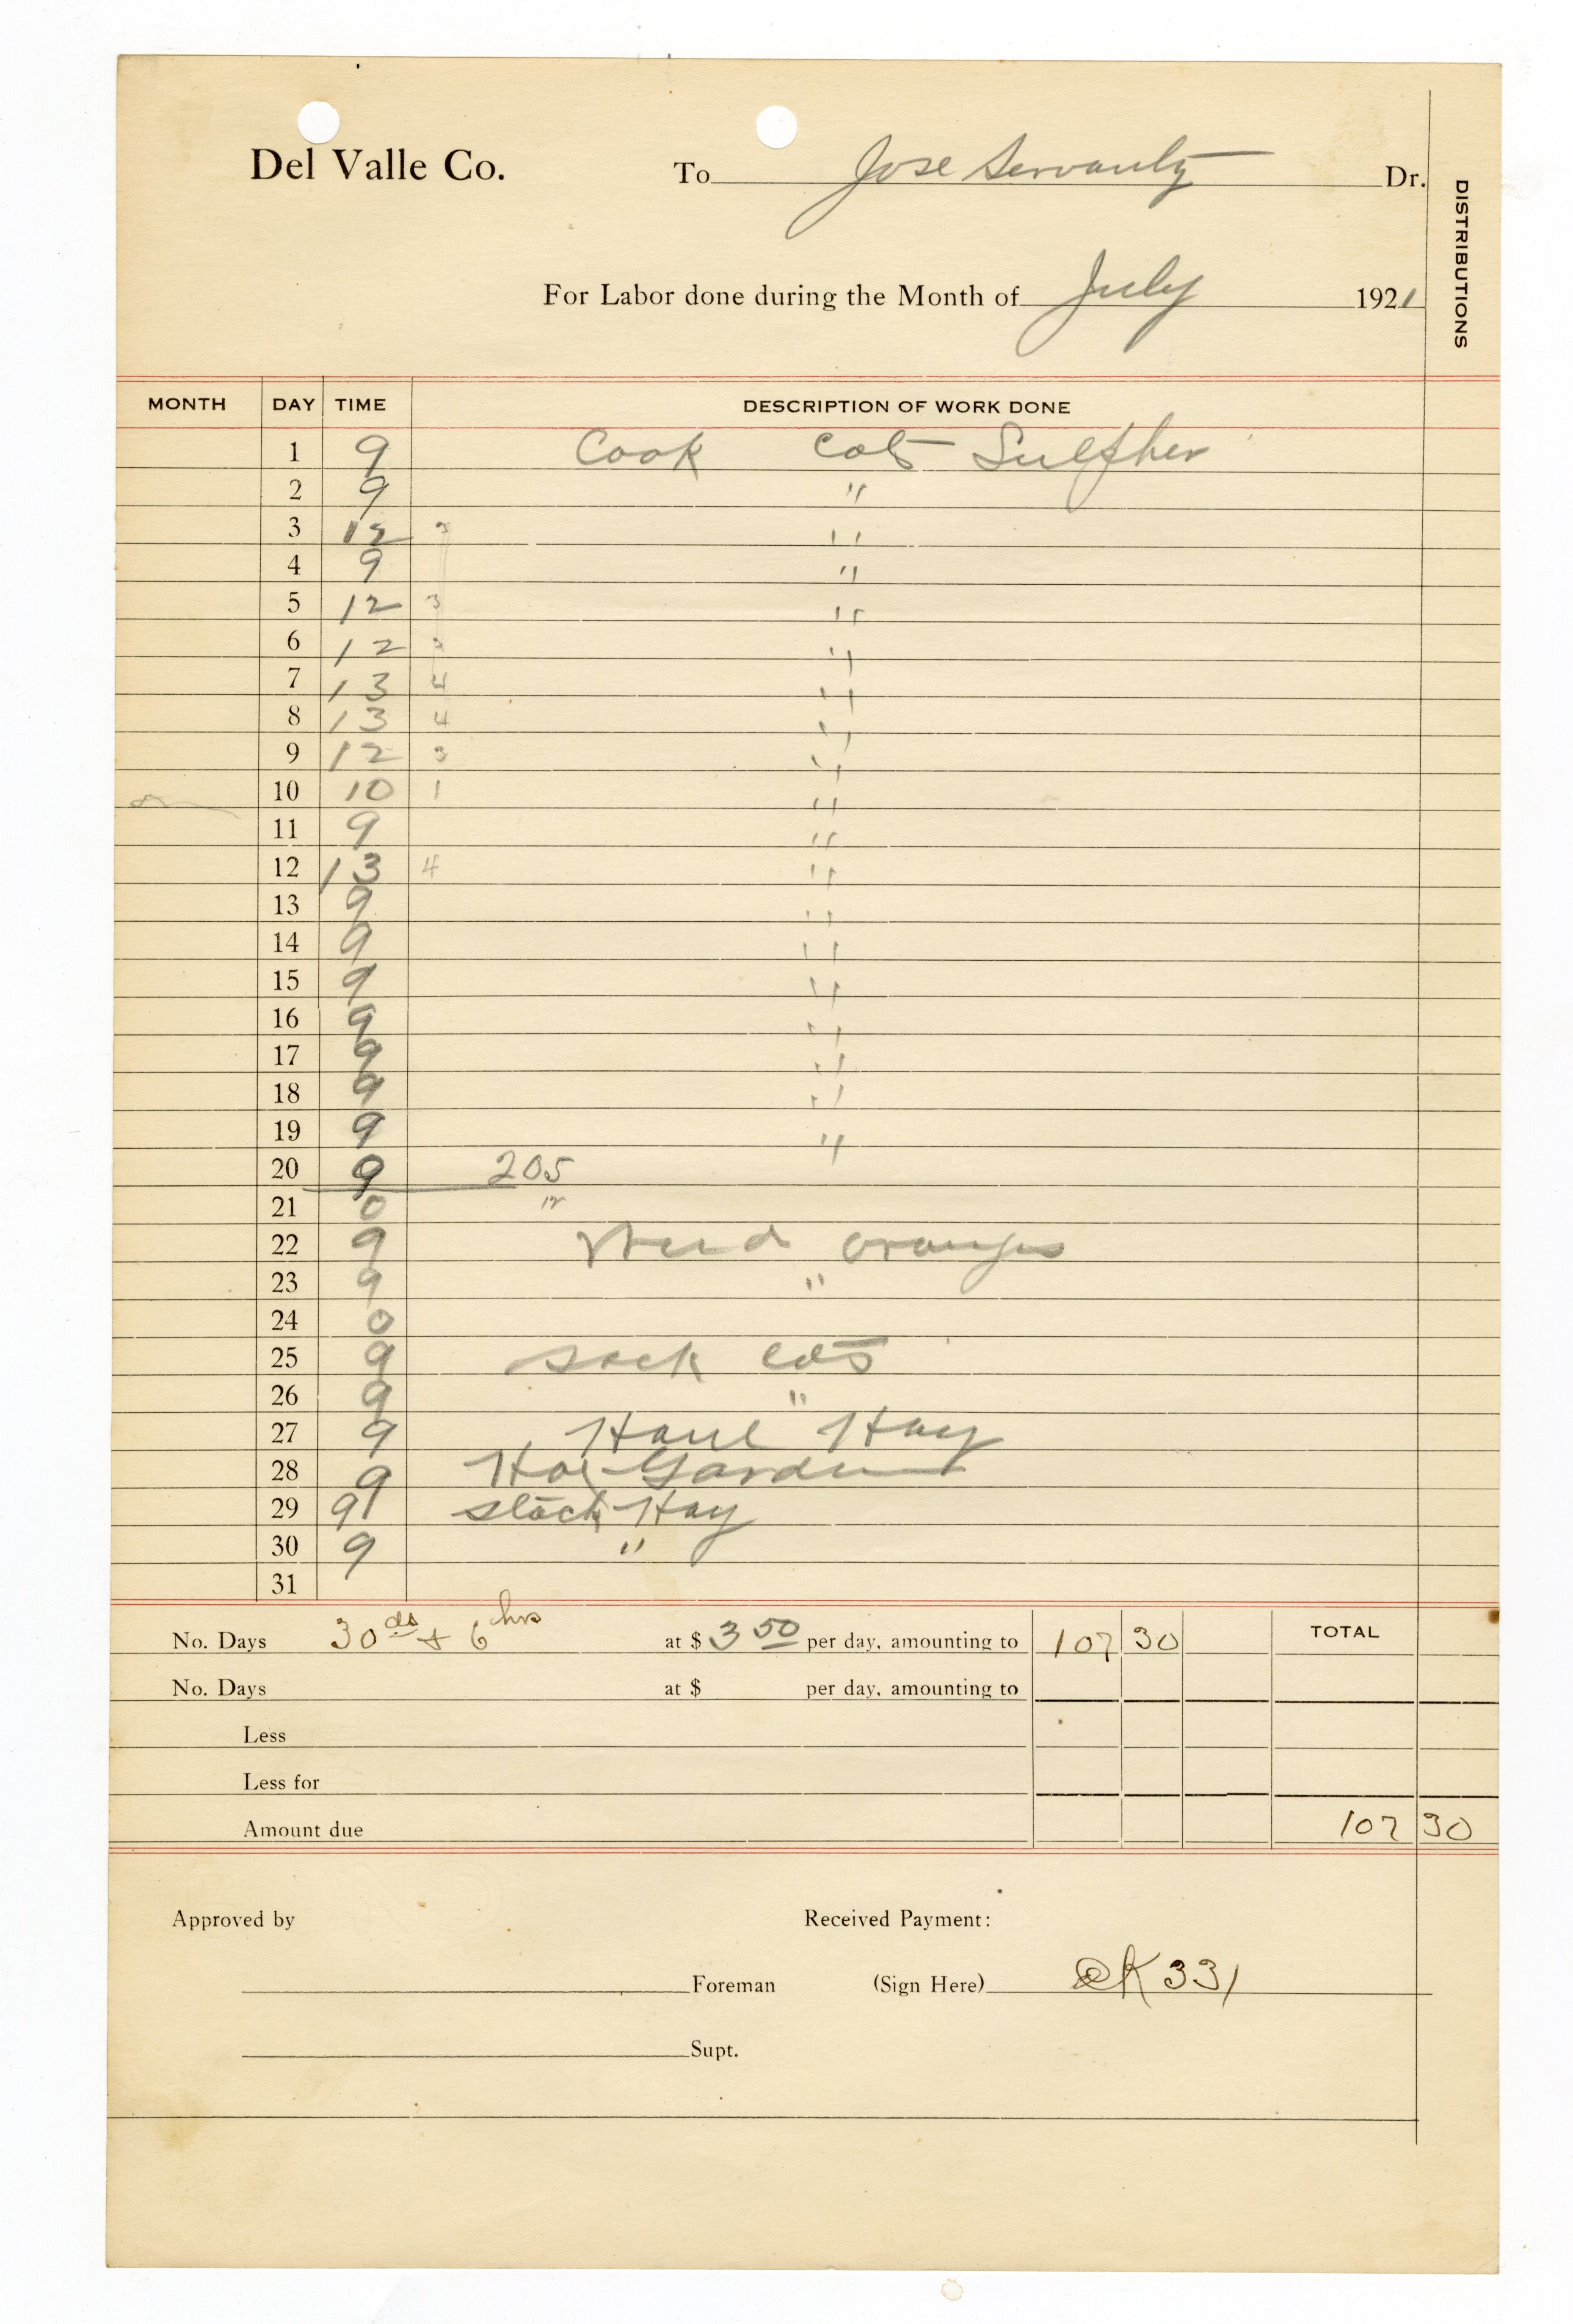 Del Valle Co. To Jose Servantz Dr.
DISTRIBUTIONS
For Labor done during the Month of July 1921
MONTH DAY TIME DESCRIPTION OF WORK DONE
1 9 Cook cots Sulfher
2 9 "
3 12 3 "
4 9 "
5 12 3 "
6 12 3 "
7 13 4 "
8 13 4 "
9 12 3 "
10 10 1 "
11 9 "
12 13 4 "
13 9 "
14 9 "
15 9 "
16 9 "
17 9 "
18 9 "
19 9 "
20 9 205
21 0
22 9 Weed oranges
23 9 "
24 0
25 9 sack cots
26 9 "
27 9 Haul Hay
28 9 Hoe Garden
29 9 stack Hay
30 9 "
31
No. Days 30 ds + 6 hrs at $ 3 50 per day, amounting to 107 30 TOTAL
No. Days at $ per day, amounting to
Less
Less for
Amount due 107 30
Approved by Received Payment:
Foreman (Sign Here) OK 331
Supt.